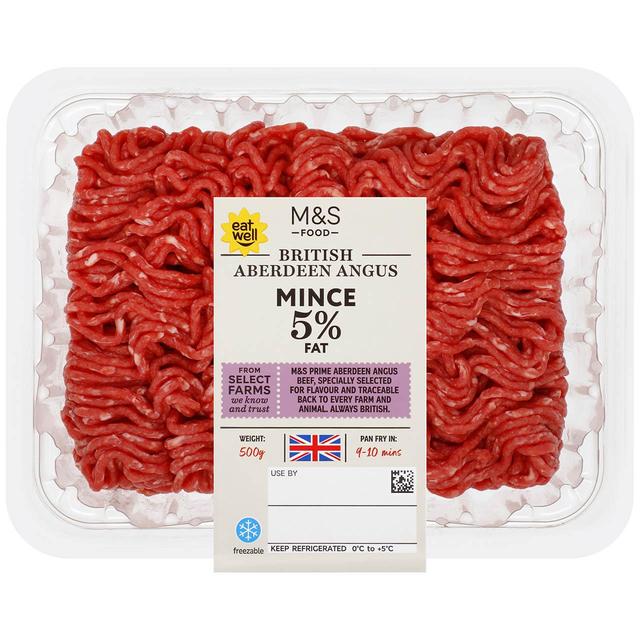 eat
well
M&S
FOOD
BRITISH
ABERDEEN ANGUS
MINCE
5%
FAT
FROM
SELECT
FARMS
we know
and trust
M&S PRIME ABERDEEN ANGUS
BEEF, SPECIALLY SELECTED
FOR FLAVOUR AND TRACEABLE
BACK TO EVERY FARM AND
ANIMAL. ALWAYS BRITISH.
WEIGHT:
500g
PAN FRY IN:
9-10 mins
USE BY
freezable
KEEP REFRIGERATED 0°C to +5°C